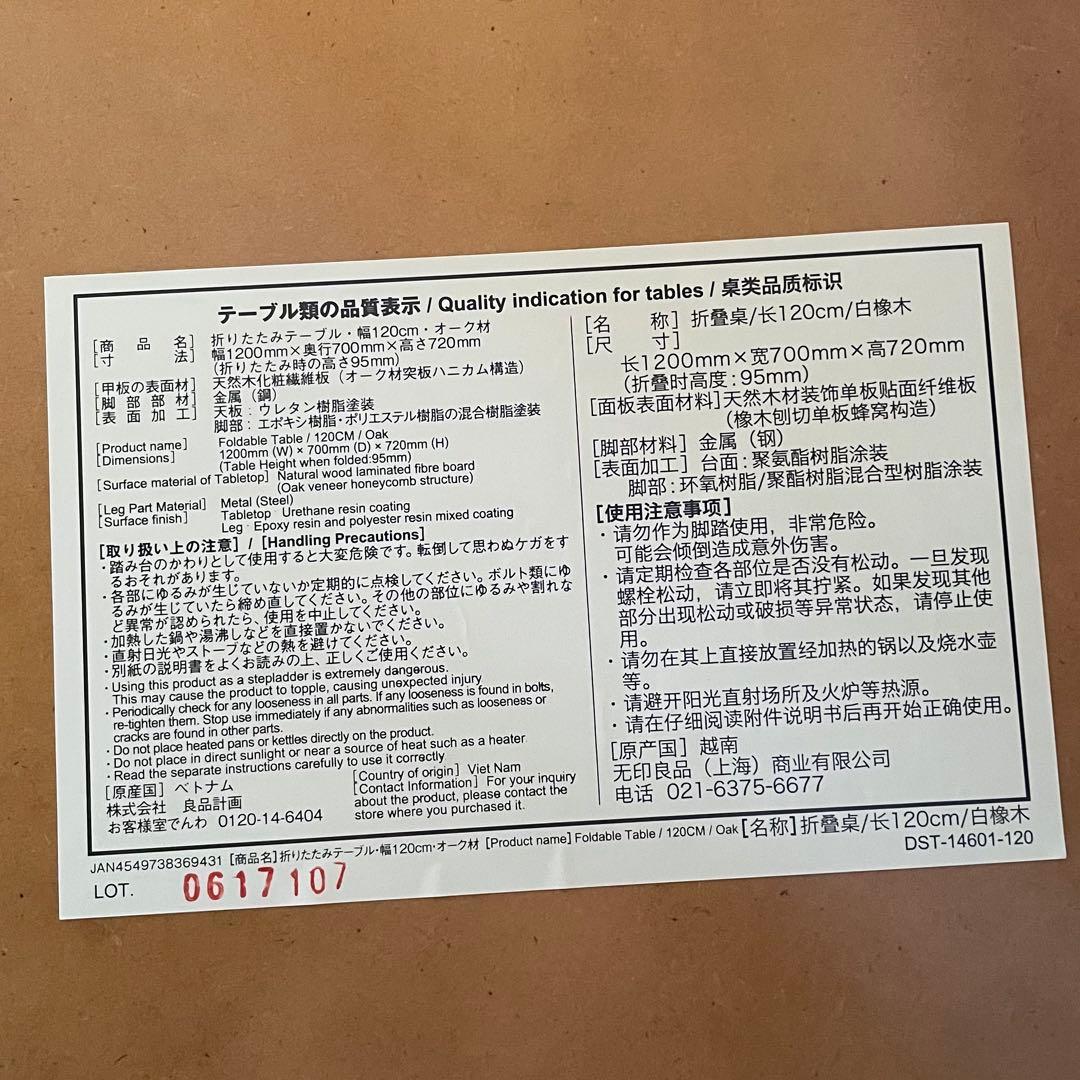 テーブル類の品質表示 / Quality indication for tables / 桌类品质标识
[商品名] 折りたたみテーブル・幅120cm・オーク材
[寸法] 幅1200mm×奥行700mm×高さ720mm
(折りたたみ時の高さ95mm)
[甲板の表面材] 天然木化粧繊維板（オーク材突板ハニカム構造）
[脚部部材] 金属（鋼）
[表面加工] 天板：ウレタン樹脂塗装
脚部：エポキシ樹脂・ポリエステル樹脂の混合樹脂塗装
[Product name] Foldable Table / 120CM / Oak
[Dimensions] 1200mm (W) × 700mm (D) × 720mm (H)
(Table Height when folded:95mm)
[Surface material of Tabletop] Natural wood laminated fibre board
(Oak veneer honeycomb structure)
[Leg Part Material] Metal (Steel)
[Surface finish] Tabletop : Urethane resin coating
Leg : Epoxy resin and polyester resin mixed coating
[取り扱い上の注意] / [Handling Precautions]
・踏み台のかわりとして使用すると大変危険です。転倒して思わぬケガをす
るおそれがあります。
・各部にゆるみが生じていないか定期的に点検してください。ボルト類にゆ
るみが生じていたら締め直してください。その他の部位にゆるみや割れな
ど異常が認められたら、使用を中止してください。
・加熱した鍋や湯沸しなどを直接置かないでください。
・直射日光やストーブなどの熱を避けてください。
・別紙の説明書をよくお読みの上、正しくご使用ください。
・Using this product as a stepladder is extremely dangerous.
This may cause the product to topple, causing unexpected injury
・Periodically check for any looseness in all parts. If any looseness is found in bolts,
re-tighten them. Stop use immediately if any abnormalities such as looseness or
cracks are found in other parts.
・Do not place heated pans or kettles directly on the product.
・Do not place in direct sunlight or near a source of heat such as a heater
・Read the separate instructions carefully to use it correctly
[原産国] ベトナム
株式会社 良品計画
お客様室でんわ 0120-14-6404
[Country of origin] Viet Nam
[Contact Information] For your inquiry
about the product, please contact the
store where you purchased it.
[名称] 折叠桌/长120cm/白橡木
[尺寸]
长1200mm×宽700mm×高720mm
(折叠时高度：95mm)
[面板表面材料] 天然木材装饰单板贴面纤维板
(橡木刨切单板蜂窝构造)
[脚部材料] 金属（钢）
[表面加工] 台面：聚氨酯树脂涂装
脚部：环氧树脂/聚酯树脂混合型树脂涂装
[使用注意事项]
・请勿作为脚踏使用，非常危险。
可能会倾倒造成意外伤害。
・请定期检查各部位是否没有松动。一旦发现
螺栓松动，请立即将其拧紧。如果发现其他
部分出现松动或破损等异常状态，请停止使
用。
・请勿在其上直接放置经加热的锅以及烧水壶
等。
・请避开阳光直射场所及火炉等热源。
・请在仔细阅读附件说明书后再开始正确使用。
[原产国] 越南
无印良品（上海）商业有限公司
电话 021-6375-6677
JAN4549738369431 [商品名]折りたたみテーブル・幅120cm・オーク材 [Product name] Foldable Table / 120CM / Oak [名称]折叠桌/长120cm/白橡木
DST-14601-120
LOT. 0617107